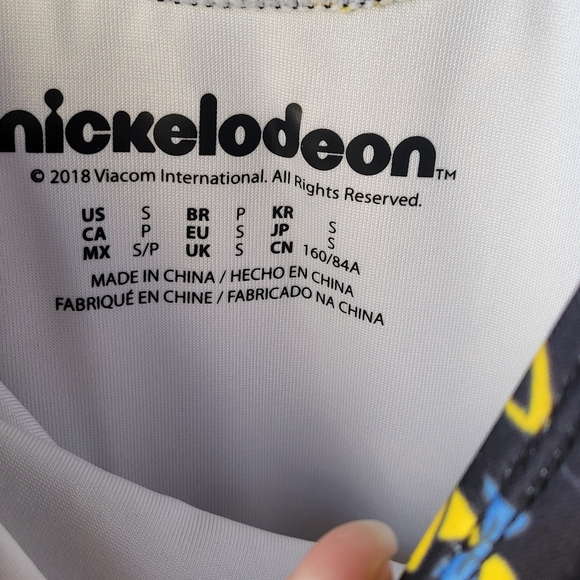 nickelodeon™
© 2018 Viacom International. All Rights Reserved.
US S BR P KR S
CA P EU S JP S
MX S/P UK S CN 160/84A
MADE IN CHINA / HECHO EN CHINA
FABRIQUÉ EN CHINE / FABRICADO NA CHINA